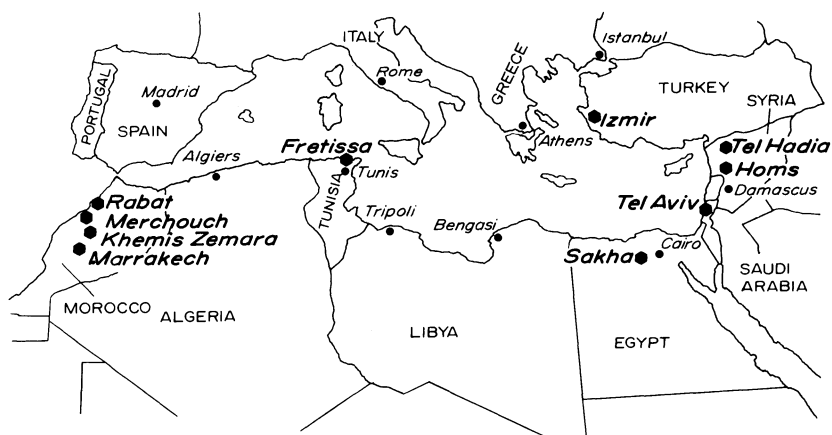 Istanbul
ITALY
Rome
GREECE
TURKEY
PORTUGAL
Madrid
SPAIN
SYRIA
Izmir
Athens
Fretissa
Tel Hadia
Algiers
Tunis
Homs
TUNISIA
Damascus
Rabat
Tel Aviv
Merchouch
Tripoli
Bengasi
Khemis Zemara
Cairo
Marrakech
Sakha
SAUDI
ARABIA
MOROCCO
ALGERIA
LIBYA
EGYPT